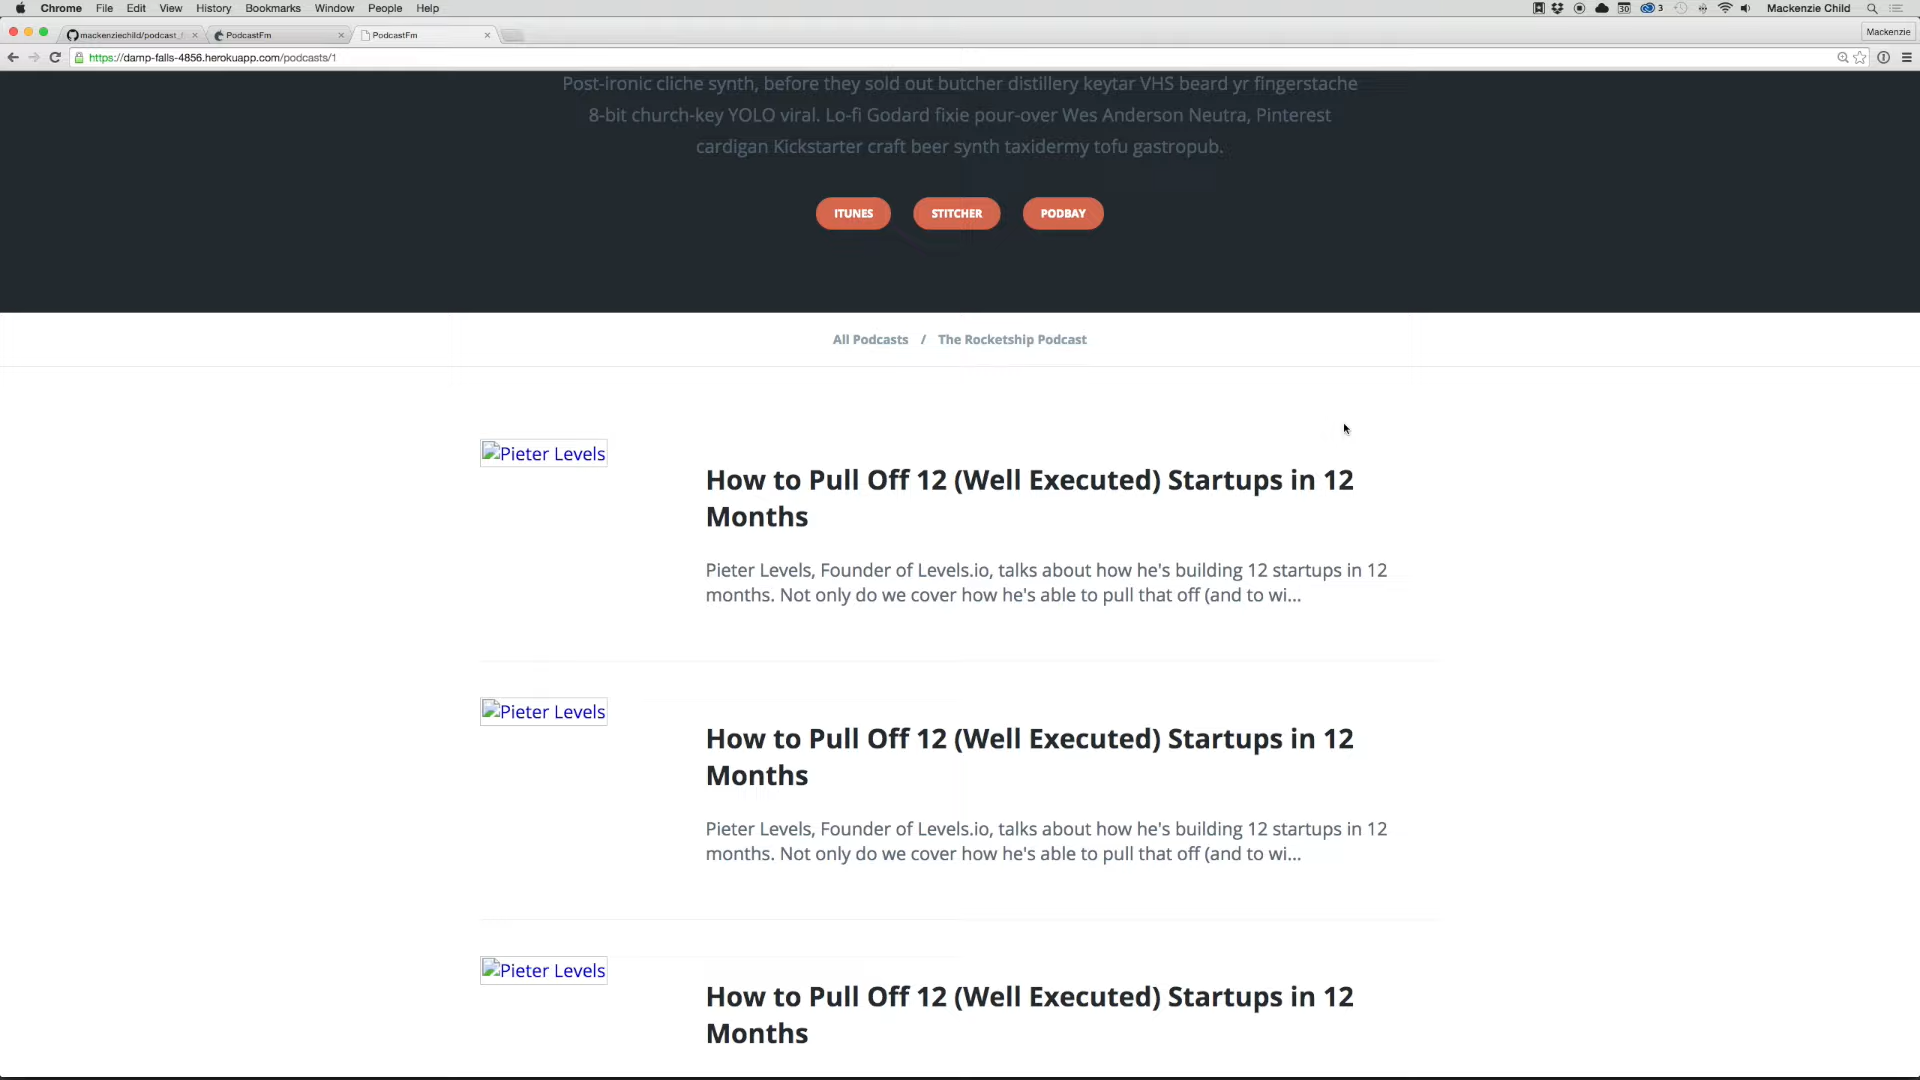 Chrome File Edit View History Bookmarks Window People Help 30 3 Mackenzie Child
mackenziechild/podcast_f PodcastFm PodcastFm Mackenzie
https://damp-falls-4856.herokuapp.com/podcasts/1
Post-ironic cliche synth, before they sold out butcher distillery keytar VHS beard yr fingerstache
8-bit church-key YOLO viral. Lo-fi Godard fixie pour-over Wes Anderson Neutra, Pinterest
cardigan Kickstarter craft beer synth taxidermy tofu gastropub.
ITUNES STITCHER PODBAY
All Podcasts / The Rocketship Podcast
Pieter Levels
How to Pull Off 12 (Well Executed) Startups in 12
Months
Pieter Levels, Founder of Levels.io, talks about how he's building 12 startups in 12
months. Not only do we cover how he's able to pull that off (and to wi...
Pieter Levels
How to Pull Off 12 (Well Executed) Startups in 12
Months
Pieter Levels, Founder of Levels.io, talks about how he's building 12 startups in 12
months. Not only do we cover how he's able to pull that off (and to wi...
Pieter Levels
How to Pull Off 12 (Well Executed) Startups in 12
Months